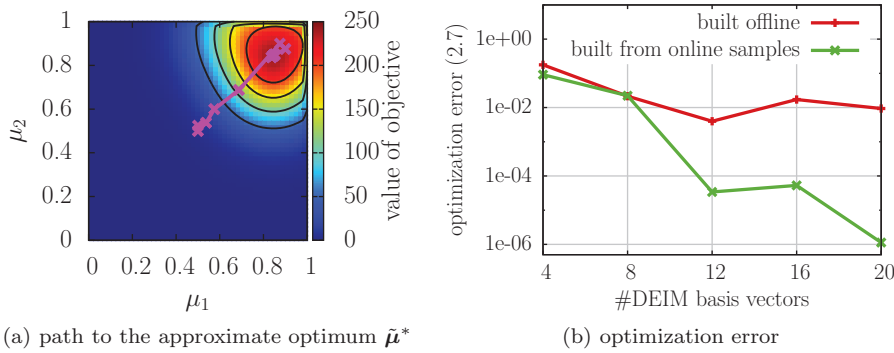 1
0.8
0.6
0.4
0.2
0
μ2
0 0.2 0.4 0.6 0.8 1
μ1
250
200
150
100
50
0
value of objective
(a) path to the approximate optimum μ̃*
built offline
built from online samples
1e+00
1e-02
1e-04
1e-06
optimization error (2.7)
4 8 12 16 20
#DEIM basis vectors
(b) optimization error